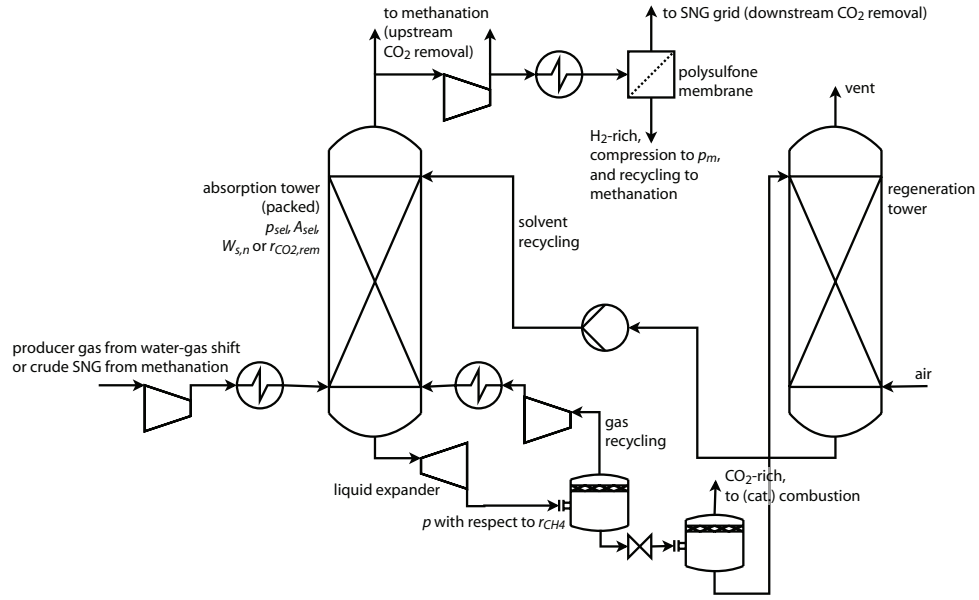 to methanation
(upstream
CO2 removal)
to SNG grid (downstream CO2 removal)
polysulfone
membrane
vent
H2-rich,
compression to pm,
and recycling to
methanation
absorption tower
(packed)
psel, Asel,
Ws,n or rCO2,rem
solvent
recycling
regeneration
tower
producer gas from water-gas shift
or crude SNG from methanation
air
gas
recycling
liquid expander
CO2-rich,
to (cat.) combustion
p with respect to rCH4